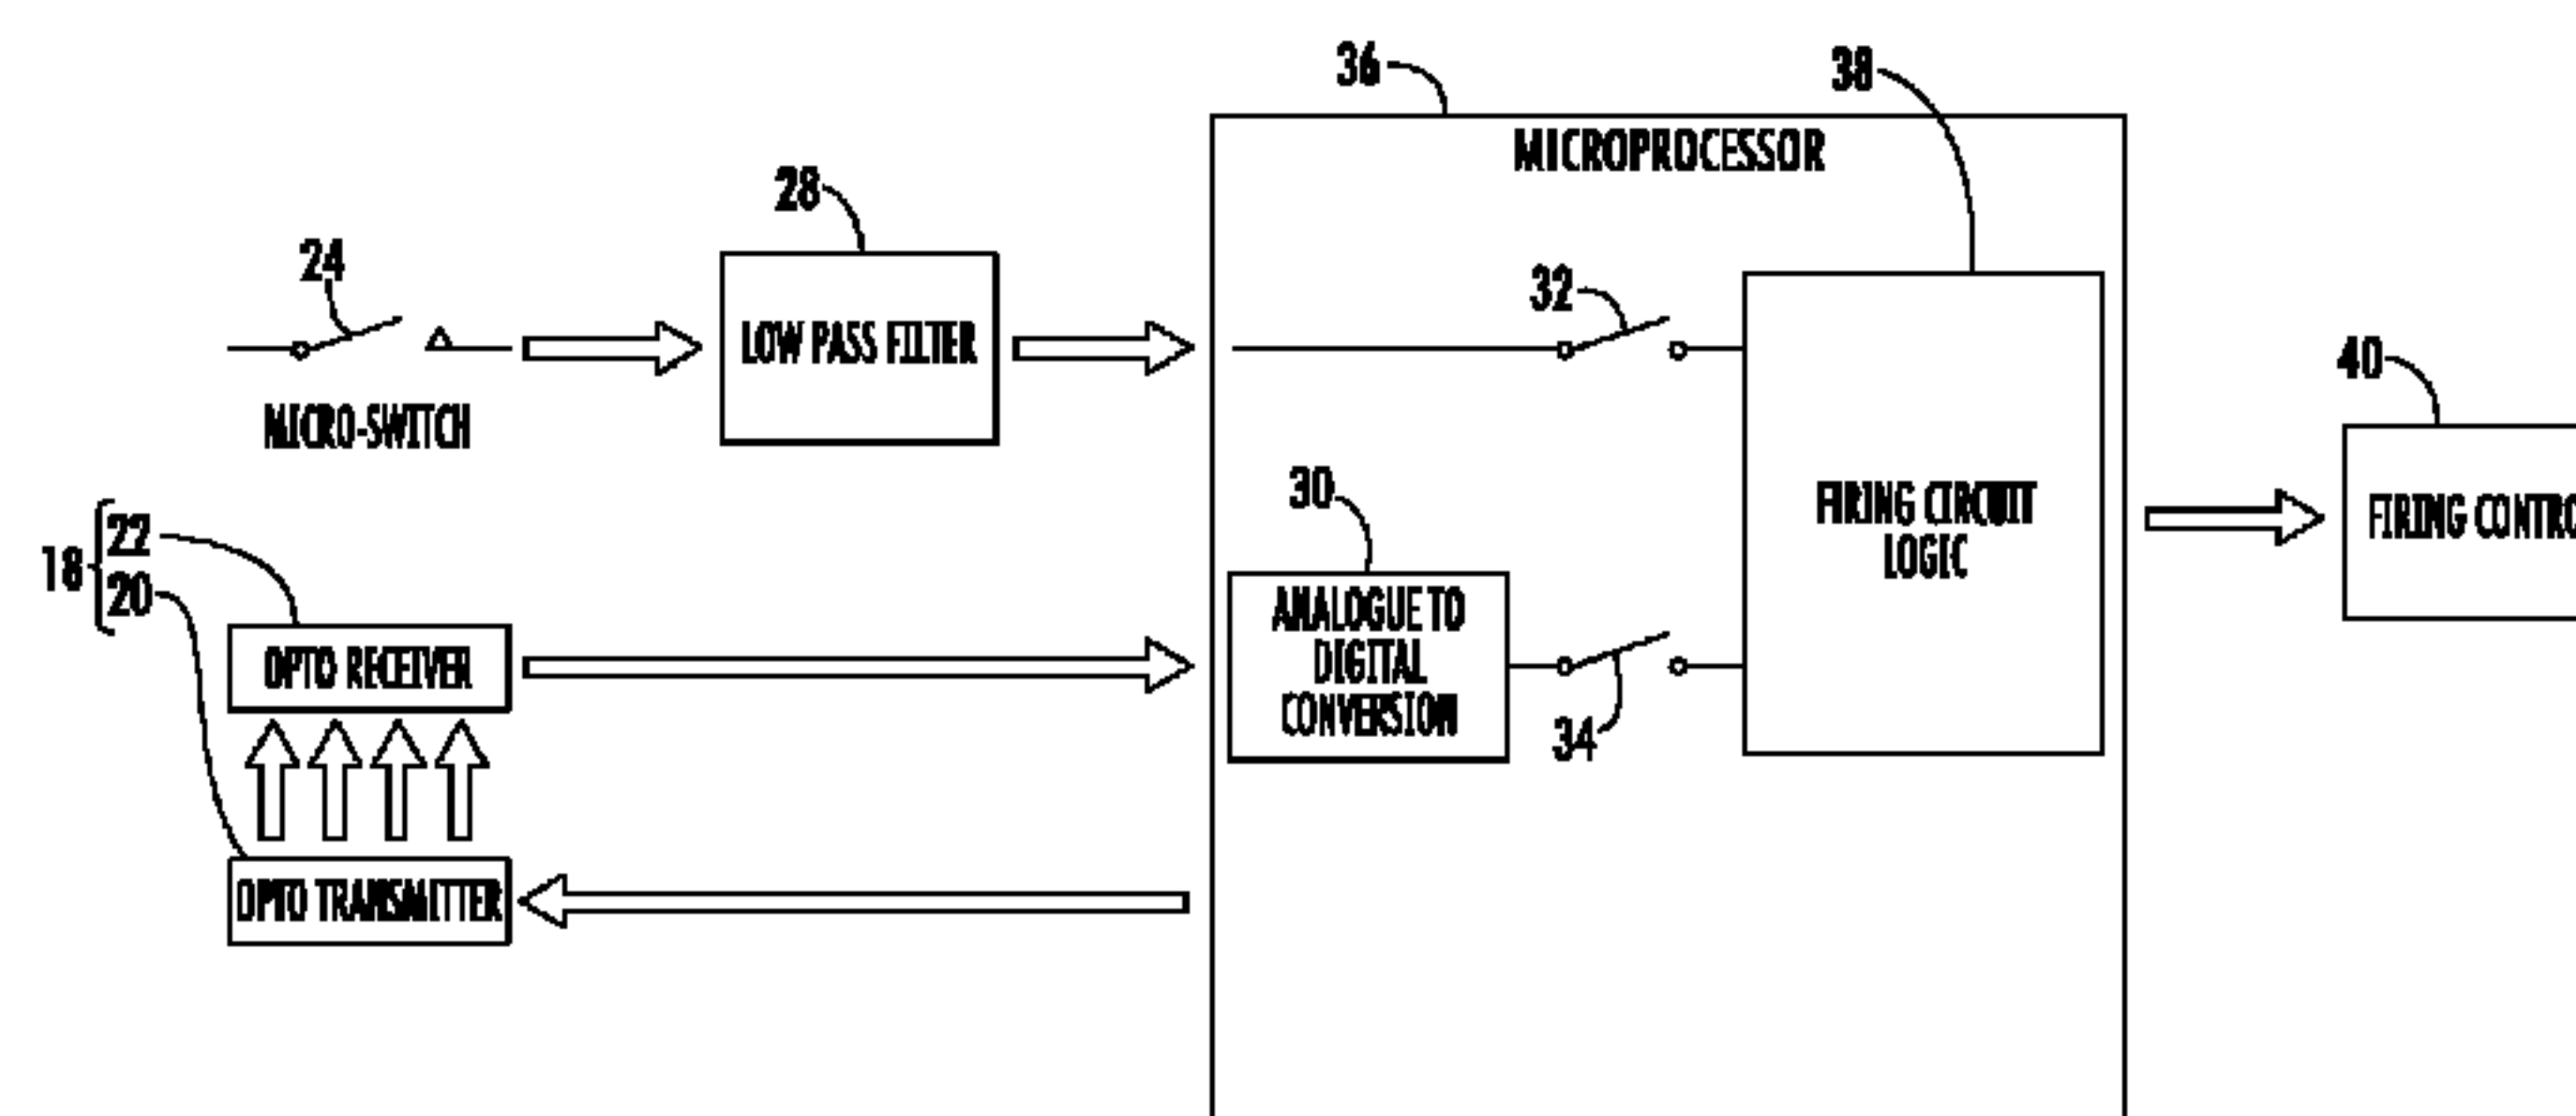 36
38
MICROPROCESSOR
28
24
32
LOW PASS FILTER
40
MICRO-SWITCH
30
FIRING CIRCUIT
LOGIC
FIRING
18
22
20
ANALOGUE TO
DIGITAL
CONVERSION
OPTO RECEIVER
34
OPTO TRANSMITTER